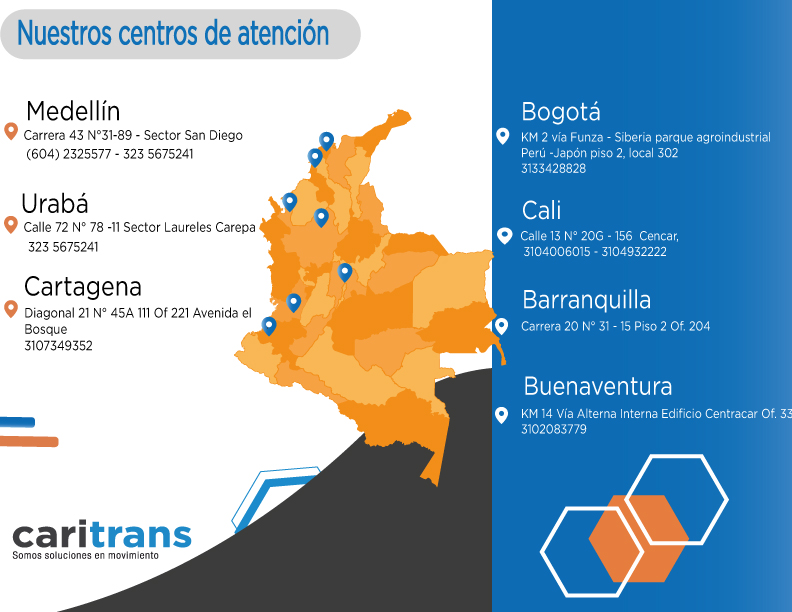 Nuestros centros de atención
Medellín
Carrera 43 N°31-89 - Sector San Diego
(604) 2325577 - 323 5675241
Urabá
Calle 72 N° 78 -11 Sector Laureles Carepa
323 5675241
Cartagena
Diagonal 21 N° 45A 111 Of 221 Avenida el
Bosque
3107349352
Bogotá
KM 2 vía Funza - Siberia parque agroindustrial
Perú -Japón piso 2, local 302
3133428828
Cali
Calle 13 N° 20G - 156 Cencar,
3104006015 - 3104932222
Barranquilla
Carrera 20 N° 31 - 15 Piso 2 Of. 204
Buenaventura
KM 14 Vía Alterna Interna Edificio Centracar Of. 33
3102083779
caritrans
Somos soluciones en movimiento